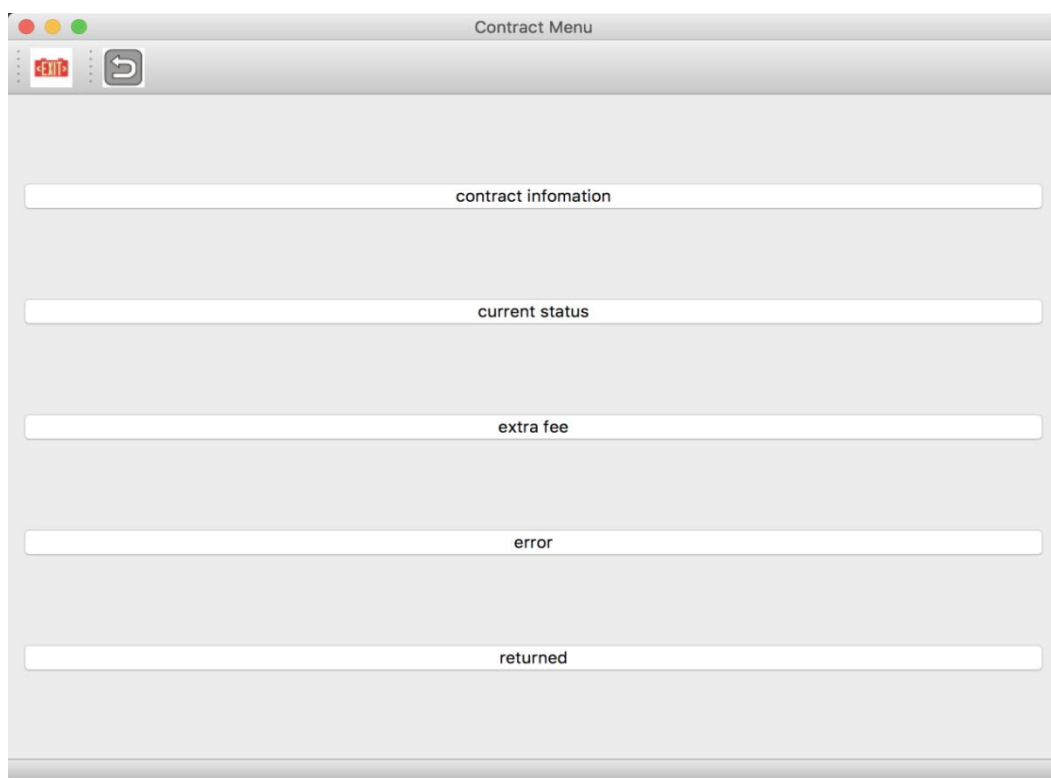 Contract Menu
EXIT
contract infomation
current status
extra fee
error
returned